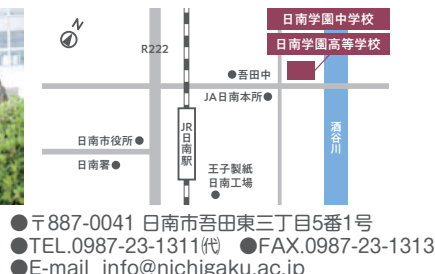 N
日南学園中学校
日南学園高等学校
R222
●吾田中
JA日南本所●
JR日南駅
酒谷川
日南市役所●
日南署●
王子製紙
日南工場
●
●〒887-0041 日南市吾田東三丁目5番1号
●TEL.0987-23-1311㈹ ●FAX.0987-23-1313
●E-mail info@nichigaku.ac.jp